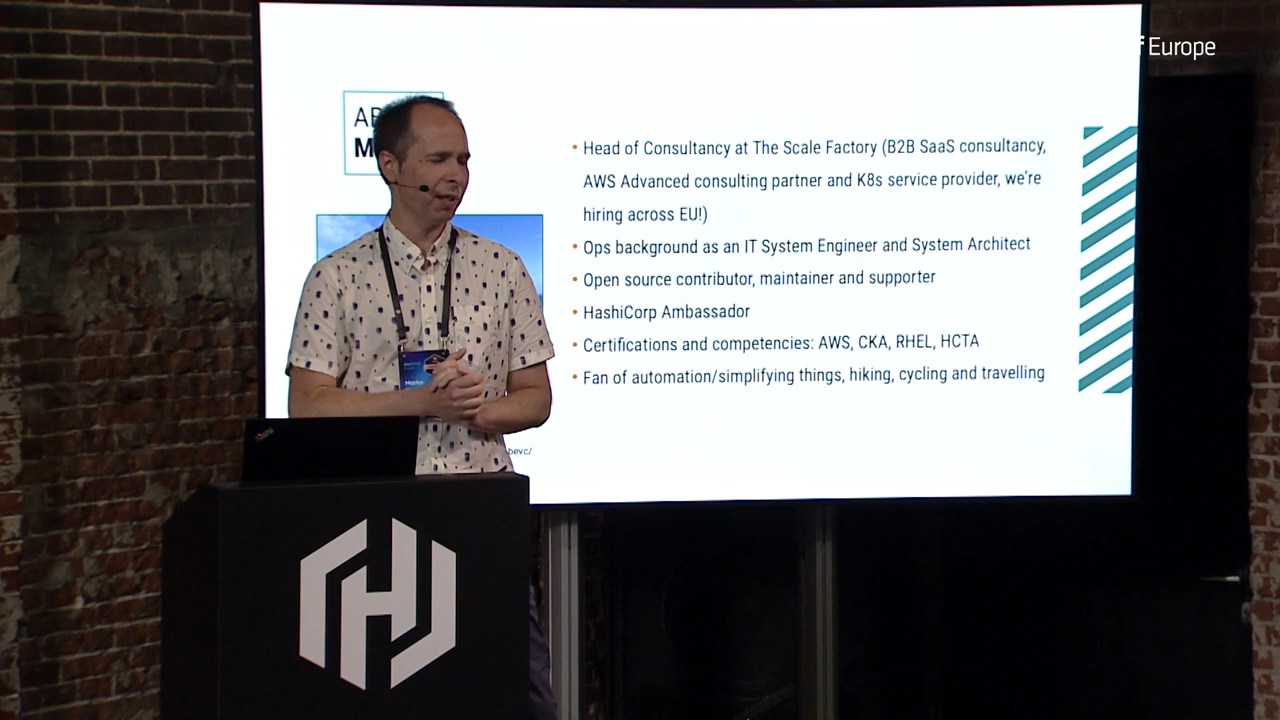 Europe
Head of Consultancy at The Scale Factory (B2B SaaS consultancy,
AWS Advanced consulting partner and K8s service provider, we're
hiring across EU!)
• Ops background as an IT System Engineer and System Architect
• Open source contributor, maintainer and supporter
• HashiCorp Ambassador
• Certifications and competencies: AWS, CKA, RHEL, HCTA
• Fan of automation/simplifying things, hiking, cycling and travelling
Marko
bevc/